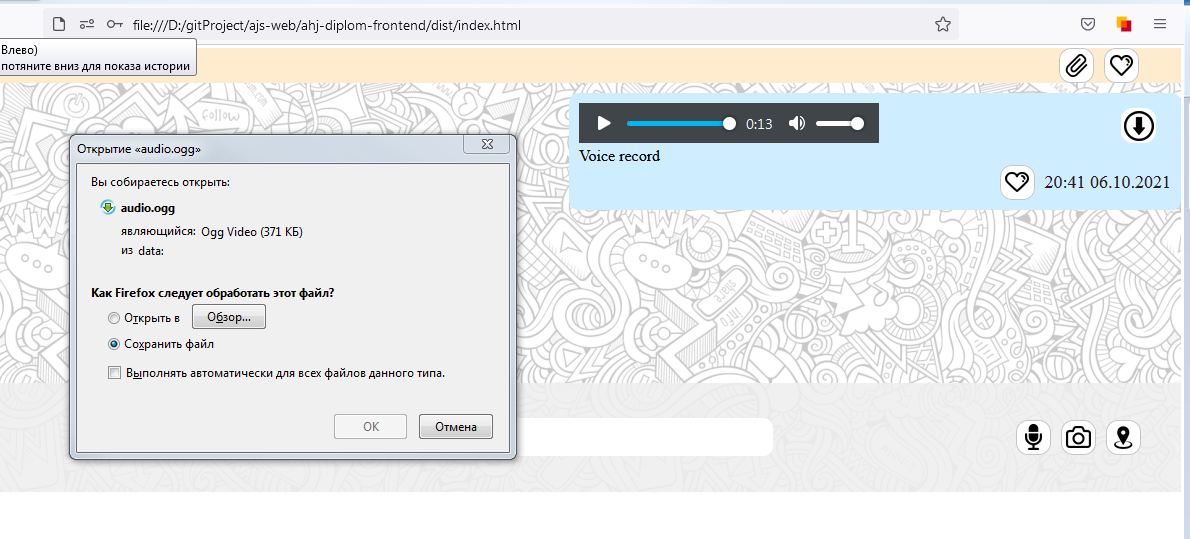 file:///D:/gitProject/ajs-web/ahj-diplom-frontend/dist/index.html
Влево)
потяните вниз для показа истории
follow
0:13
Voice record
20:41 06.10.2021
Открытие «audio.ogg»
Вы собираетесь открыть:
audio.ogg
являющийся: Ogg Video (371 КБ)
из data:
Как Firefox следует обработать этот файл?
Открыть в Обзор...
Сохранить файл
Выполнять автоматически для всех файлов данного типа.
OK Отмена